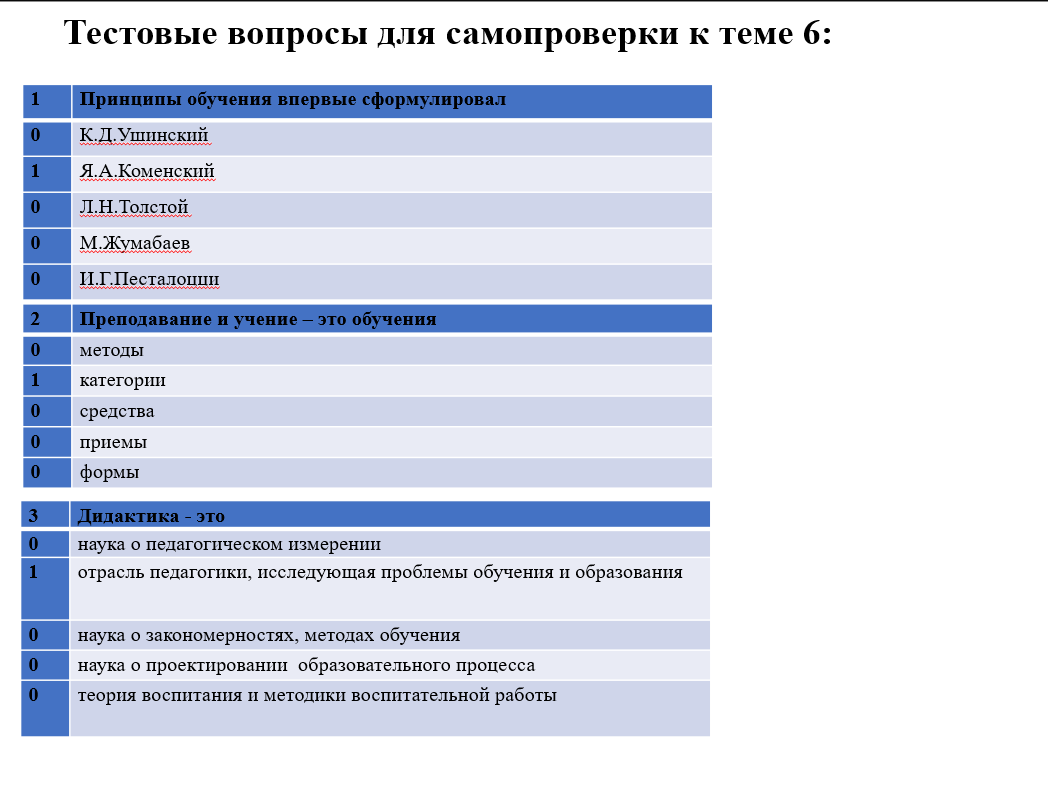 Тестовые вопросы для самопроверки к теме 6:
1 Принципы обучения впервые сформулировал
0 К.Д.Ушинский
1 Я.А.Коменский
0 Л.Н.Толстой
0 М.Жумабаев
0 И.Г.Песталоцци
2 Преподавание и учение – это обучения
0 методы
1 категории
0 средства
0 приемы
0 формы
3 Дидактика - это
0 наука о педагогическом измерении
1 отрасль педагогики, исследующая проблемы обучения и образования
0 наука о закономерностях, методах обучения
0 наука о проектировании  образовательного процесса
0 теория воспитания и методики воспитательной работы